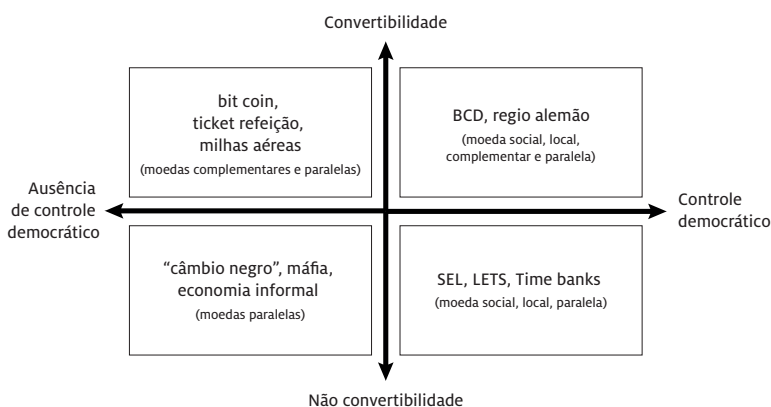 Convertibilidade
bit coin,
ticket refeição,
milhas aéreas
(moedas complementares e paralelas)
BCD, regio alemão
(moeda social, local,
complementar e paralela)
Ausência
de controle
democrático
Controle
democrático
“câmbio negro”, máfia,
economia informal
(moedas paralelas)
SEL, LETS, Time banks
(moeda social, local, paralela)
Não convertibilidade